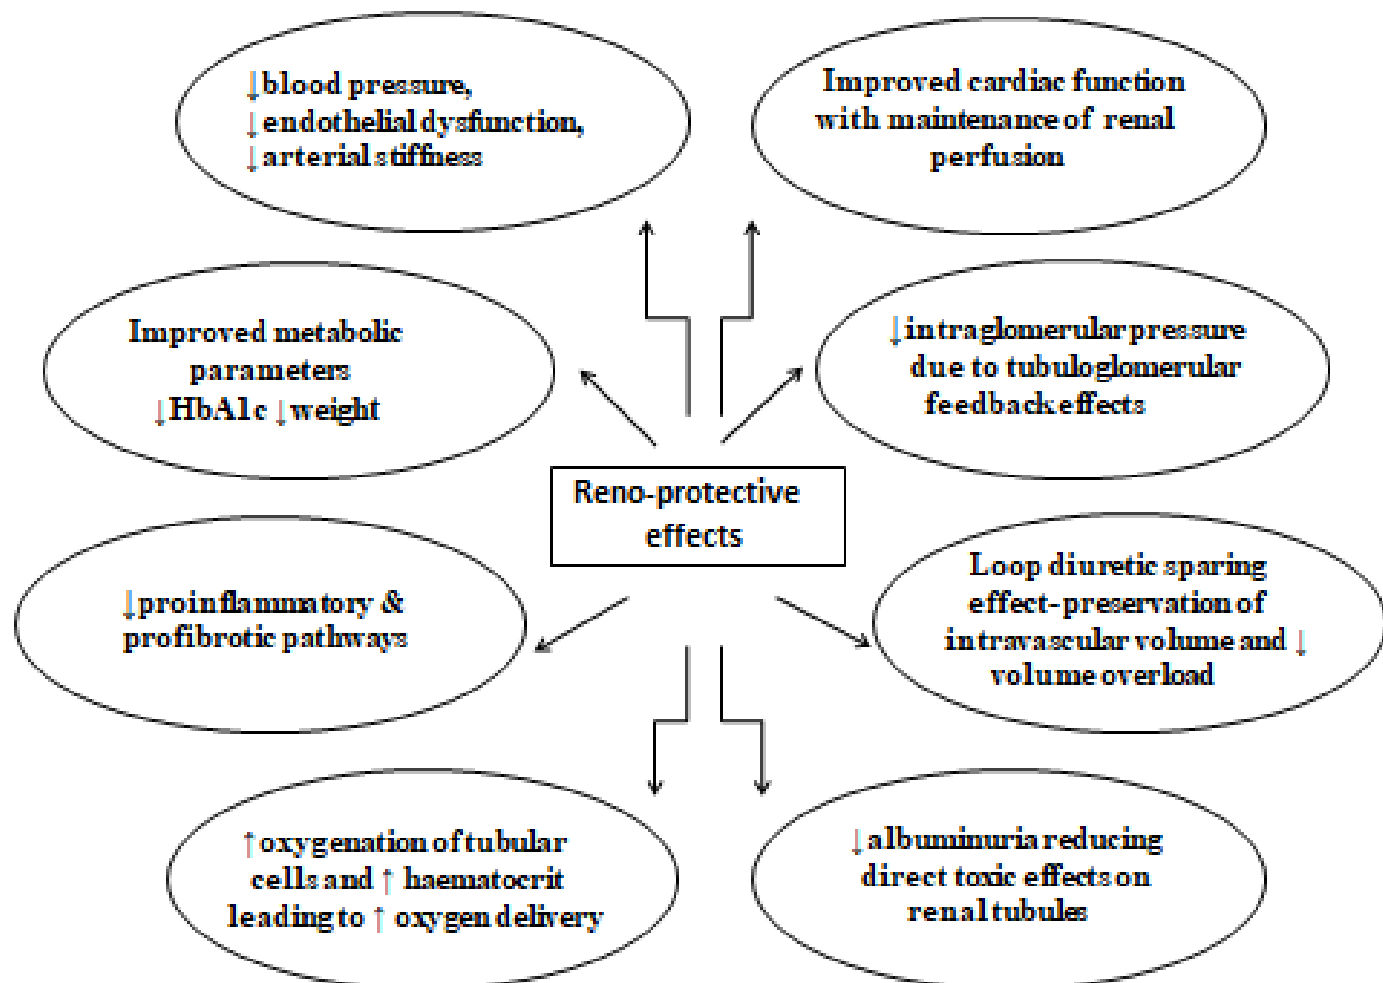 ↓blood pressure,
↓ endothelial dysfunction,
↓ arterial stiffness
Improved cardiac function
with maintenance of renal
perfusion
Improved metabolic
parameters
↓HbA1c ↓weight
↓intraglomerular pressure
due to tubuloglomerular
feedback effects
Reno-protective
effects
↓proinflammatory &
profibrotic pathways
Loop diuretic sparing
effect-preservation of
intravascular volume and ↓
volume overload
↑oxygenation of tubular
cells and ↑ haematocrit
leading to ↑ oxygen delivery
↓albuminuria reducing
direct toxic effects on
renal tubules